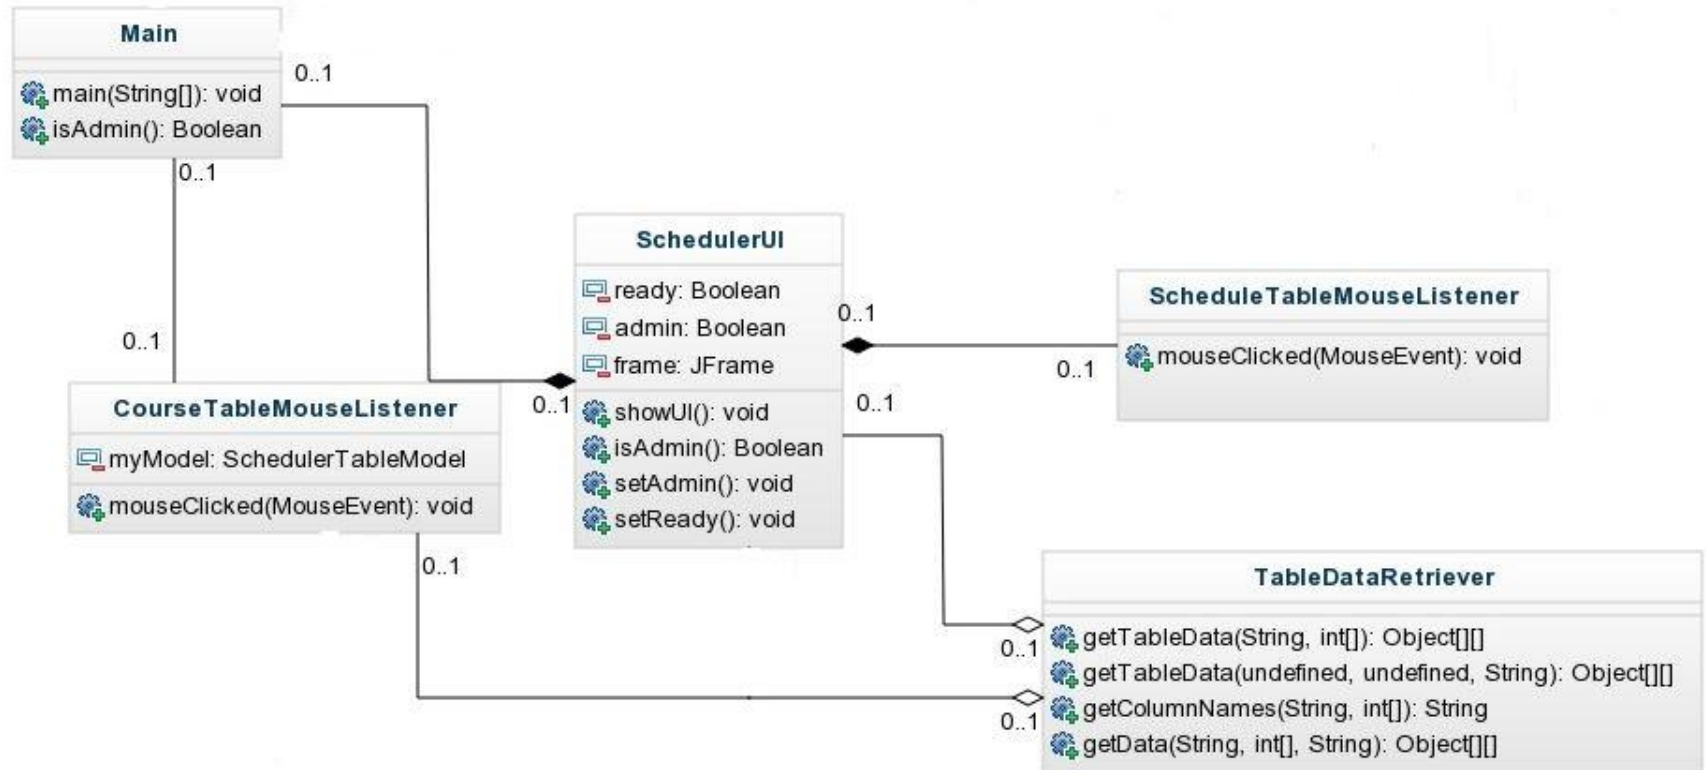 Main
main(String[]): void
isAdmin(): Boolean
0..1
0..1
0..1
CourseTableMouseListener
myModel: SchedulerTableModel
mouseClicked(MouseEvent): void
0..1
0..1
SchedulerUI
ready: Boolean
admin: Boolean
frame: JFrame
showUI(): void
isAdmin(): Boolean
setAdmin(): void
setReady(): void
0..1
0..1
0..1
ScheduleTableMouseListener
mouseClicked(MouseEvent): void
0..1
0..1
TableDataRetriever
getTableData(String, int[]): Object[][]
getTableData(undefined, undefined, String): Object[][]
getColumnNames(String, int[]): String
getData(String, int[], String): Object[][]